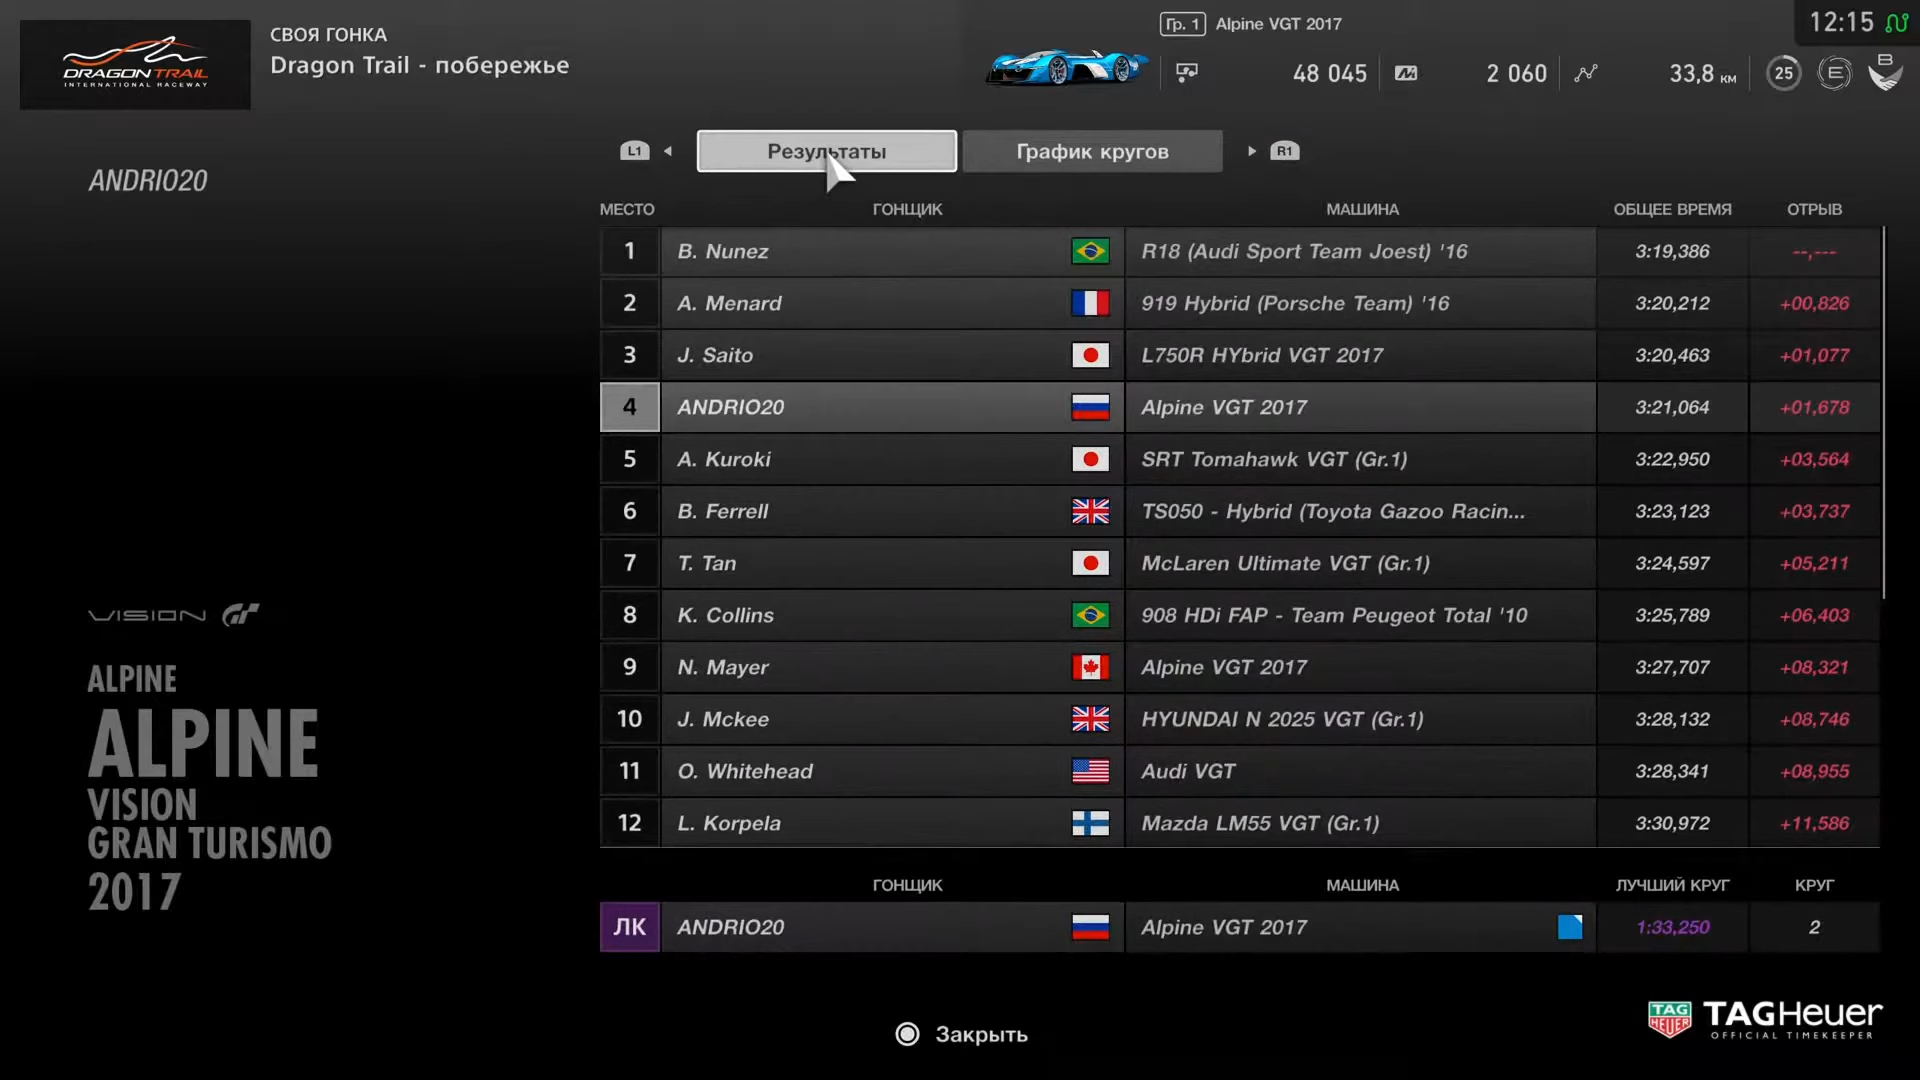 DRAGON TRAIL
INTERNATIONAL RACEWAY
СВОЯ ГОНКА
Dragon Trail - побережье
Гр. 1 Alpine VGT 2017
48 045 2 060 33,8 км 25 E B
12:15
ANDRIO20
L1 Результаты График кругов R1
МЕСТО ГОНЩИК МАШИНА ОБЩЕЕ ВРЕМЯ ОТРЫВ
1 B. Nunez R18 (Audi Sport Team Joest) '16 3:19,386 --,---
2 A. Menard 919 Hybrid (Porsche Team) '16 3:20,212 +00,826
3 J. Saito L750R HYbrid VGT 2017 3:20,463 +01,077
4 ANDRIO20 Alpine VGT 2017 3:21,064 +01,678
5 A. Kuroki SRT Tomahawk VGT (Gr.1) 3:22,950 +03,564
6 B. Ferrell TS050 - Hybrid (Toyota Gazoo Racin... 3:23,123 +03,737
7 T. Tan McLaren Ultimate VGT (Gr.1) 3:24,597 +05,211
8 K. Collins 908 HDi FAP - Team Peugeot Total '10 3:25,789 +06,403
9 N. Mayer Alpine VGT 2017 3:27,707 +08,321
10 J. Mckee HYUNDAI N 2025 VGT (Gr.1) 3:28,132 +08,746
11 O. Whitehead Audi VGT 3:28,341 +08,955
12 L. Korpela Mazda LM55 VGT (Gr.1) 3:30,972 +11,586
VISION GT
ALPINE
ALPINE
VISION
GRAN TURISMO
2017
ГОНЩИК МАШИНА ЛУЧШИЙ КРУГ КРУГ
ЛК ANDRIO20 Alpine VGT 2017 1:33,250 2
Закрыть
TAG HEUER TAGHeuer
OFFICIAL TIMEKEEPER